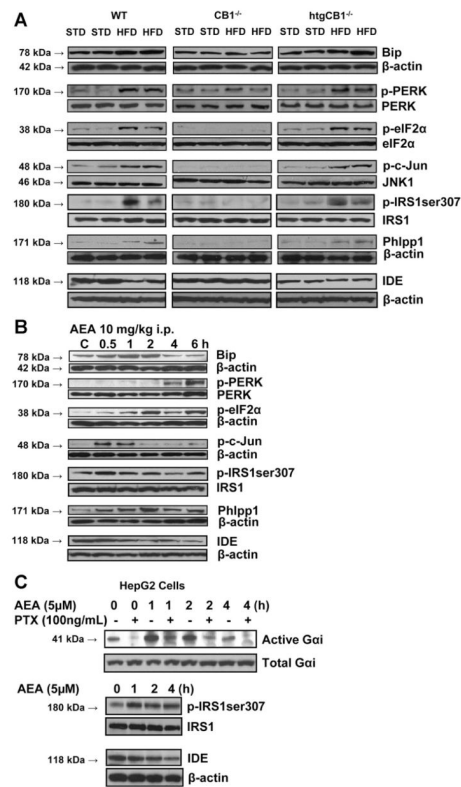 A
WT CB1-/- htgCB1-/-
STD STD HFD HFD STD STD HFD HFD STD STD HFD HFD
78 kDa → Bip
42 kDa → β-actin
170 kDa → p-PERK
PERK
38 kDa → p-eIF2α
eIF2α
48 kDa → p-c-Jun
46 kDa → JNK1
180 kDa → p-IRS1ser307
IRS1
171 kDa → Phlpp1
β-actin
118 kDa → IDE
β-actin
B
AEA 10 mg/kg i.p.
C 0.5 1 2 4 6 h
78 kDa → Bip
42 kDa → β-actin
170 kDa → p-PERK
PERK
38 kDa → p-eIF2α
β-actin
p-c-Jun
48 kDa → β-actin
180 kDa → p-IRS1ser307
IRS1
171 kDa → Phlpp1
β-actin
118 kDa → IDE
β-actin
C
HepG2 Cells
AEA (5μM) 0 0 1 1 2 2 4 4 (h)
PTX (100ng/mL) - + - + - + - +
41 kDa → Active Gαi
Total Gαi
AEA (5μM) 0 1 2 4 (h)
180 kDa → p-IRS1ser307
IRS1
118 kDa → IDE
β-actin